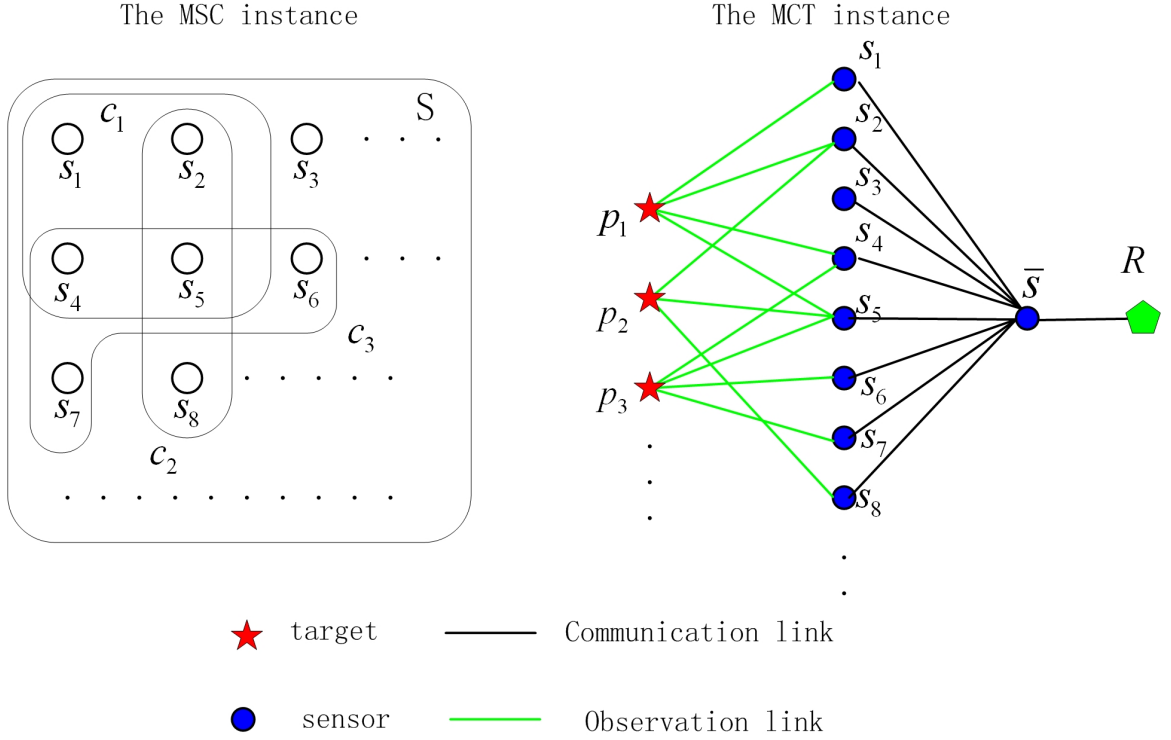 The MSC instance
The MCT instance
c₁
S
s₁ s₂ s₃
s₄ s₅ s₆
c₃
s₇ s₈
c₂
s₁
s₂
s₃
p₁
s₄
s̄
R
p₂
s₅
p₃
s₆
s₇
s₈
target
Communication link
sensor
Observation link